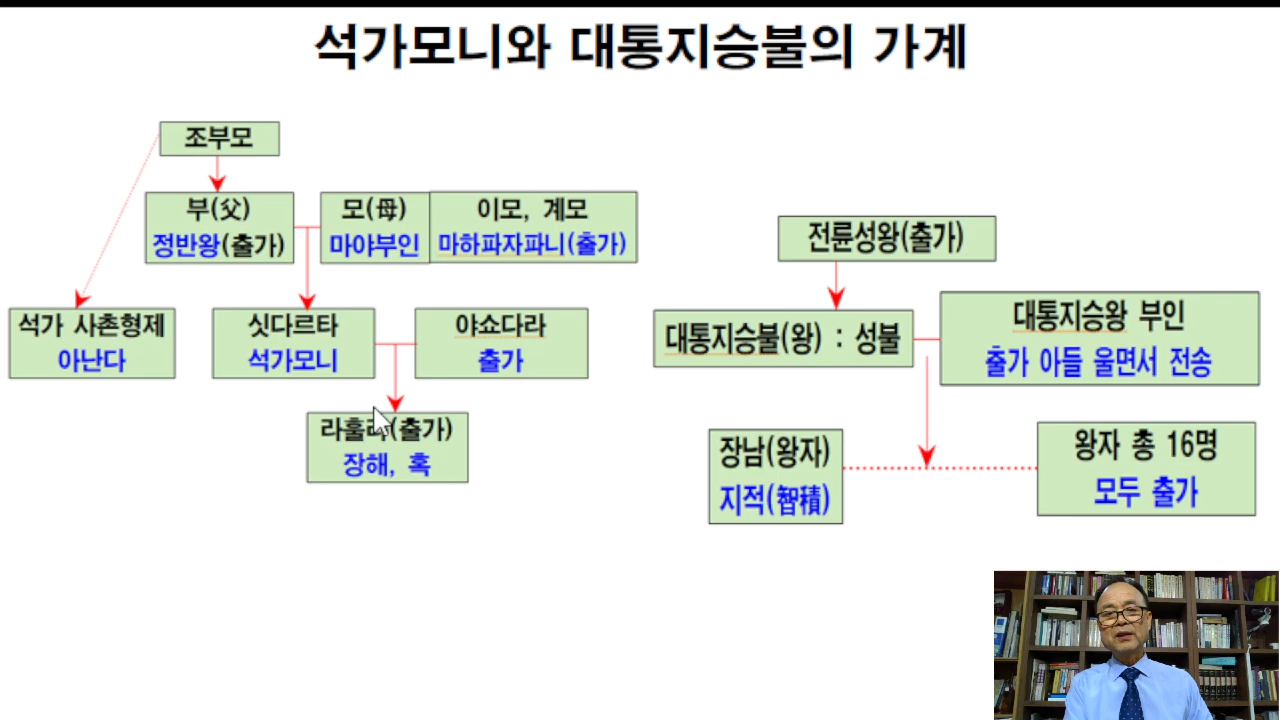 석가모니와 대통지승불의 가계
조부모
부(父)
정반왕(출가)
모(母)
마야부인
이모, 계모
마하파자파니(출가)
석가 사촌형제
아난다
싯다르타
석가모니
야쇼다라
출가
(출가)
장해, 혹
전륜성왕(출가)
대통지승불(왕) : 성불
대통지승왕 부인
출가 아들 울면서 전송
장남(왕자)
지적(智積)
왕자 총 16명
모두 출가